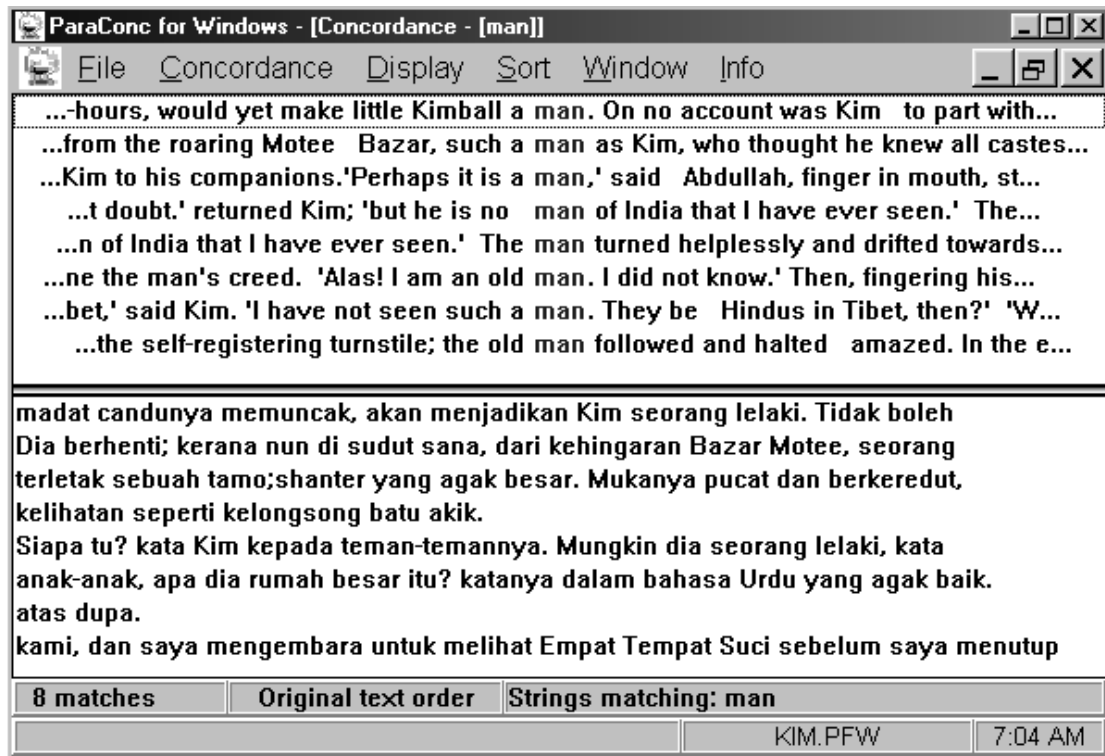 ParaConc for Windows - [Concordance - [man]]
File Concordance Display Sort Window Info
...-hours, would yet make little Kimball a man. On no account was Kim to part with...
...from the roaring Motee Bazar, such a man as Kim, who thought he knew all castes...
...Kim to his companions.'Perhaps it is a man,' said Abdullah, finger in mouth, st...
...t doubt.' returned Kim; 'but he is no man of India that I have ever seen.' The...
...n of India that I have ever seen.' The man turned helplessly and drifted towards...
...ne the man's creed. 'Alas! I am an old man. I did not know.' Then, fingering his...
...bet,' said Kim. 'I have not seen such a man. They be Hindus in Tibet, then?' 'W...
...the self-registering turnstile; the old man followed and halted amazed. In the e...
madat candunya memuncak, akan menjadikan Kim seorang lelaki. Tidak boleh
Dia berhenti; kerana nun di sudut sana, dari kehingaran Bazar Motee, seorang
terletak sebuah tamo;shanter yang agak besar. Mukanya pucat dan berkeredut,
kelihatan seperti kelongsong batu akik.
Siapa tu? kata Kim kepada teman-temannya. Mungkin dia seorang lelaki, kata
anak-anak, apa dia rumah besar itu? katanya dalam bahasa Urdu yang agak baik.
atas dupa.
kami, dan saya mengembara untuk melihat Empat Tempat Suci sebelum saya menutup
8 matches Original text order Strings matching: man
KIM.PFW 7:04 AM